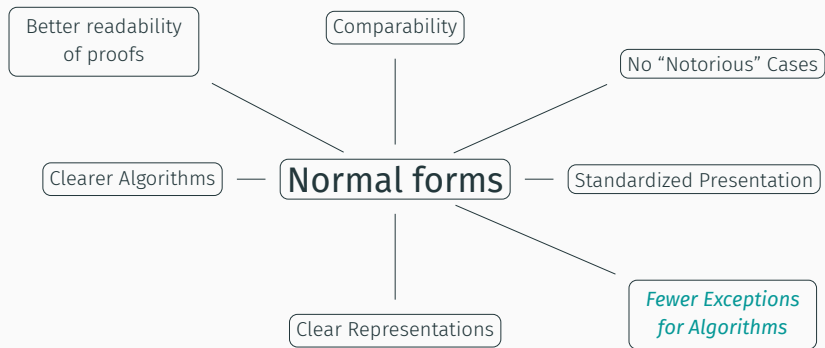 Better readability
of proofs
Comparability
No “Notorious” Cases
Clearer Algorithms
Normal forms
Standardized Presentation
Fewer Exceptions
for Algorithms
Clear Representations